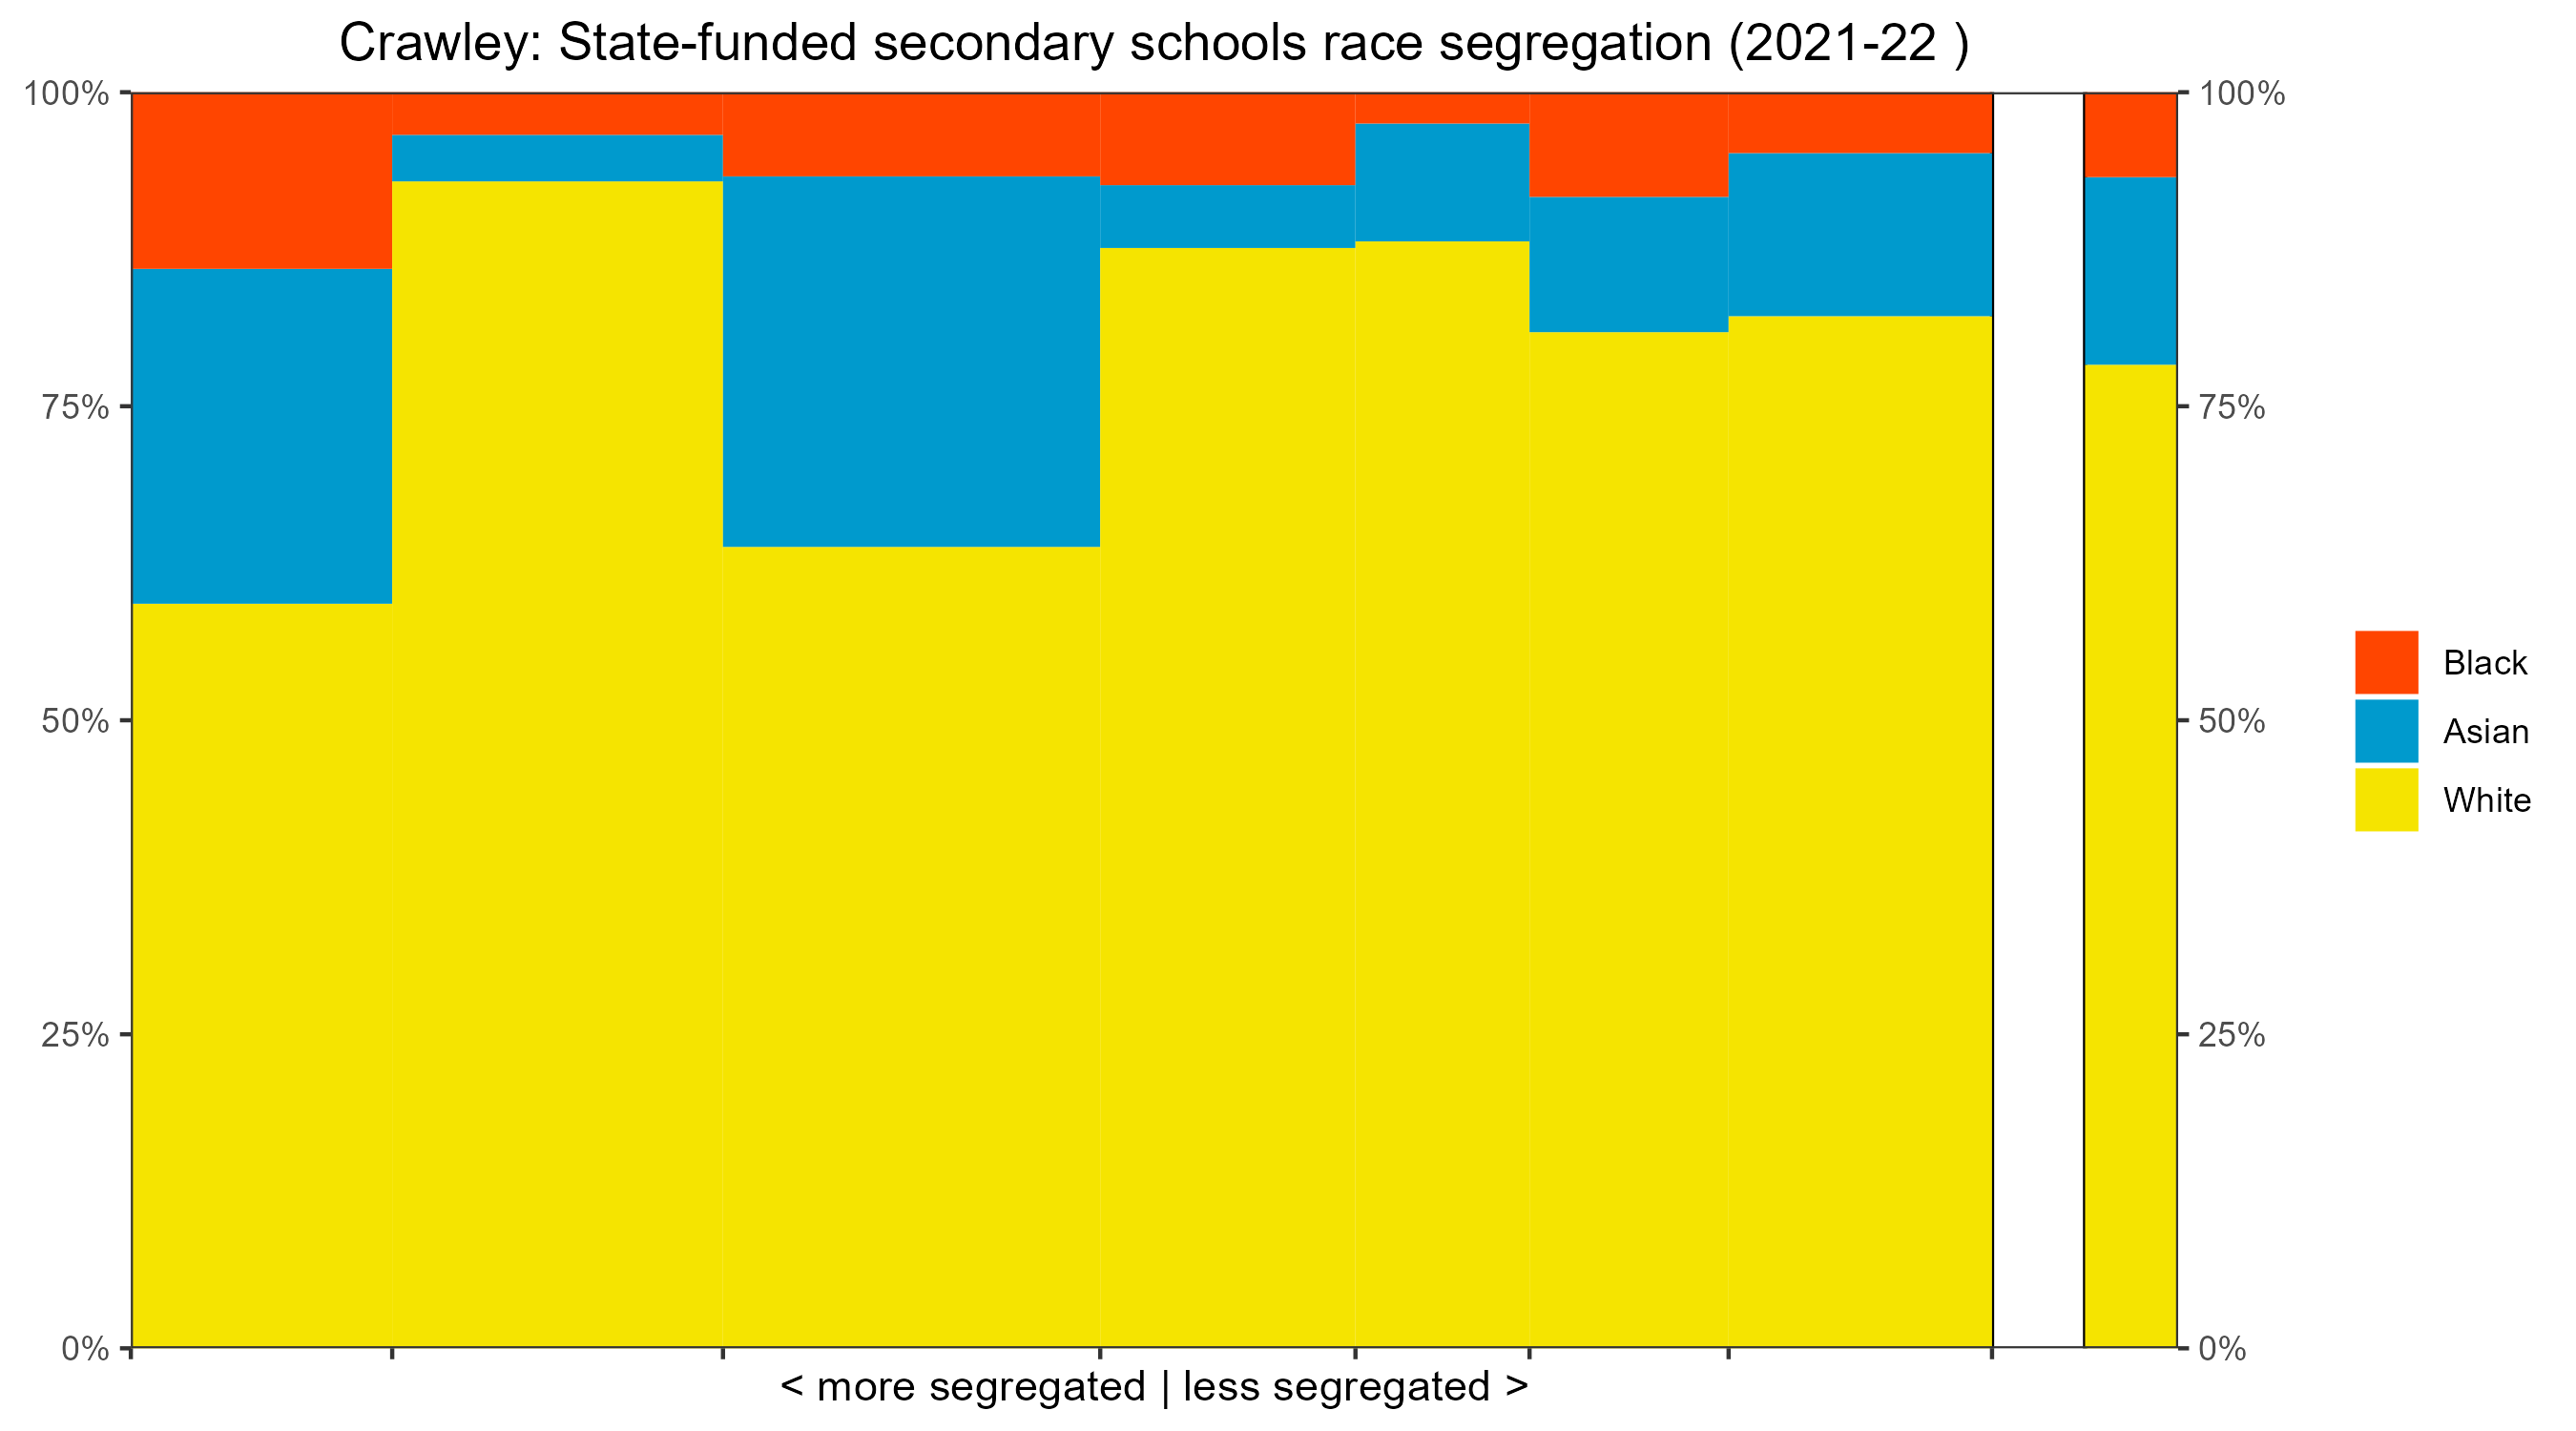 Crawley: State-funded secondary schools race segregation (2021-22 )
100%
75%
50%
25%
0%
100%
75%
50%
25%
0%
Black
Asian
White
< more segregated | less segregated >